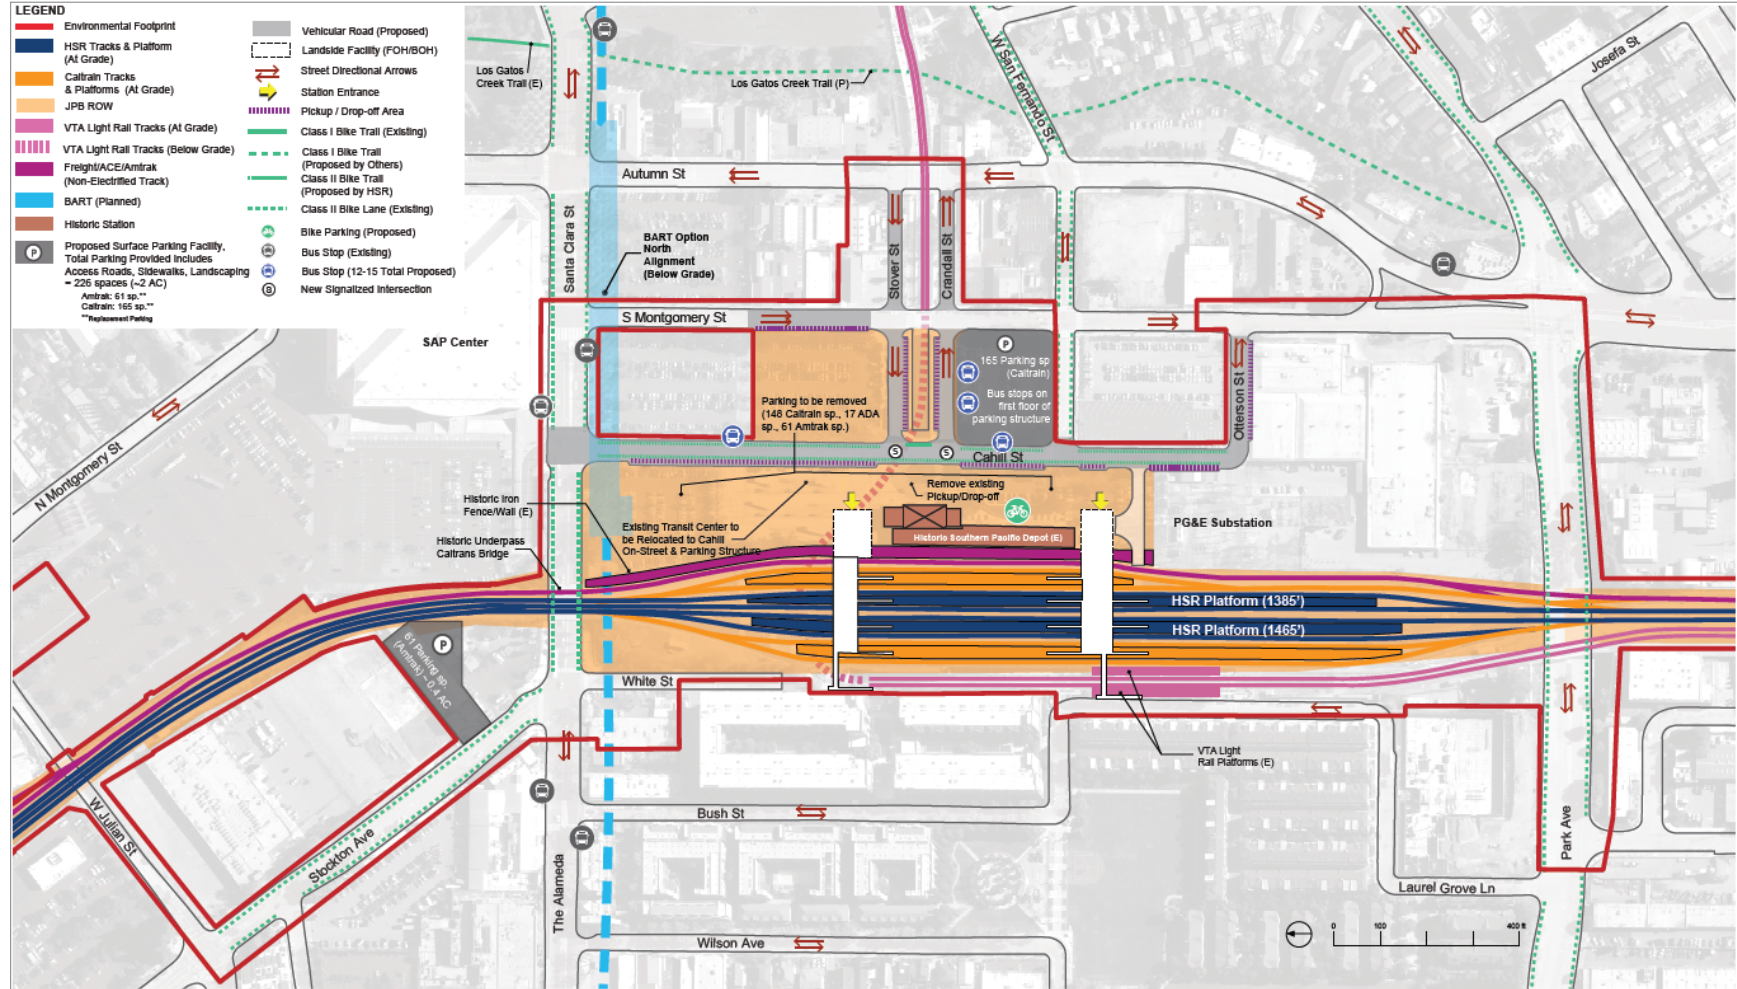 LEGEND
Environmental Footprint
HSR Tracks & Platform
(At Grade)
Caltrain Tracks
& Platforms (At Grade)
JPB ROW
VTA Light Rail Tracks (At Grade)
VTA Light Rail Tracks (Below Grade)
Freight/ACE/Amtrak
(Non-Electrified Track)
BART (Planned)
Historic Station
P
Proposed Surface Parking Facility,
Total Parking Provided Includes
Access Roads, Sidewalks, Landscaping
= 226 spaces (~2 AC)
Amtrak: 61 sp.**
Caltrain: 165 sp.**
**Replacement Parking
Vehicular Road (Proposed)
Landside Facility (FOH/BOH)
Street Directional Arrows
Station Entrance
Pickup / Drop-off Area
Class I Bike Trail (Existing)
Class I Bike Trail
(Proposed by Others)
Class II Bike Trail
(Proposed by HSR)
Class II Bike Lane (Existing)
Bike Parking (Proposed)
Bus Stop (Existing)
Bus Stop (12-15 Total Proposed)
S
New Signalized Intersection
Los Gatos
Creek Trail (E)
Los Gatos Creek Trail (P)
W San Fernando St
Josefa St
Autumn St
Santa Clara St
BART Option
North
Alignment
(Below Grade)
Stover St
Crandall St
S Montgomery St
SAP Center
P
165 Parking sp
(Caltrain)
Bus stops on
first floor of
parking structure
Otterson St
Parking to be removed
(146 Caltrain sp., 17 ADA
sp., 61 Amtrak sp.)
S
S
Cahill St
N Montgomery St
Remove existing
Pickup/Drop-off
Historic Iron
Fence/Wall (E)
Existing Transit Center to
be Relocated to Cahill
On-Street & Parking Structure
Historic Southern Pacific Depot (E)
PG&E Substation
Historic Underpass
Caltrans Bridge
HSR Platform (1385')
HSR Platform (1465')
P
61 Parking sp.
(Amtrak) ~ 0.4 AC
White St
VTA Light
Rail Platforms (E)
W Julian St
Stockton Ave
Bush St
The Alameda
Park Ave
Laurel Grove Ln
Wilson Ave
0 100 400 ft